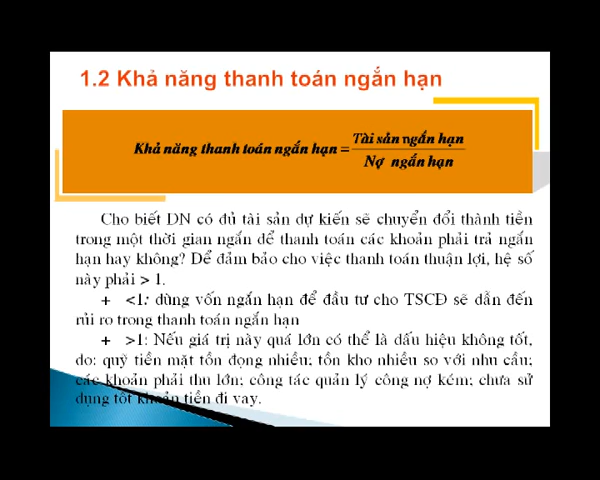 1.2 Khả năng thanh toán ngắn hạn
Khả năng thanh toán ngắn hạn = Tài sản ngắn hạn
Nợ ngắn hạn
Cho biết DN có đủ tài sản dự kiến sẽ chuyển đổi thành tiền
trong một thời gian ngắn để thanh toán các khoản phải trả ngắn
hạn hay không? Để đảm bảo cho việc thanh toán thuận lợi, hệ số
này phải > 1.
+ <1: dùng vốn ngắn hạn để đầu tư cho TSCĐ sẽ dẫn đến
rủi ro trong thanh toán ngắn hạn
+ >1: Nếu giá trị này quá lớn có thể là dấu hiệu không tốt,
do: quỹ tiền mặt tồn đọng nhiều; tồn kho nhiều so với nhu cầu;
các khoản phải thu lớn; công tác quản lý công nợ kém; chưa sử
dụng tốt khoản tiền đi vay.